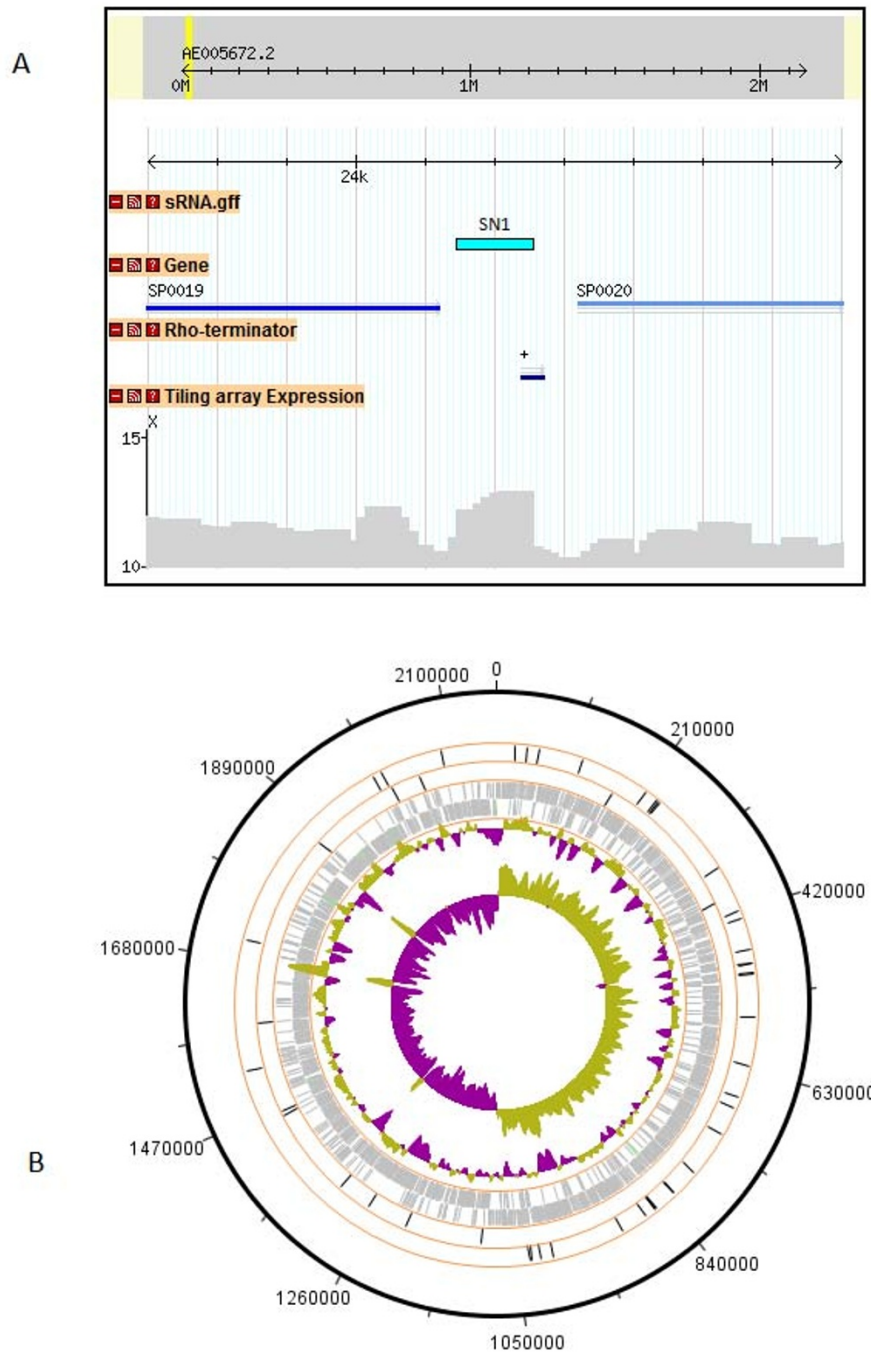 A
AE005672.2
0M 1M 2M
24k
sRNA.gff
SN1
Gene
SP0019 SP0020
Rho-terminator
+
Tiling array Expression
X
15
10
B
0
2100000
210000
1890000
420000
1680000
630000
1470000
840000
1260000
1050000